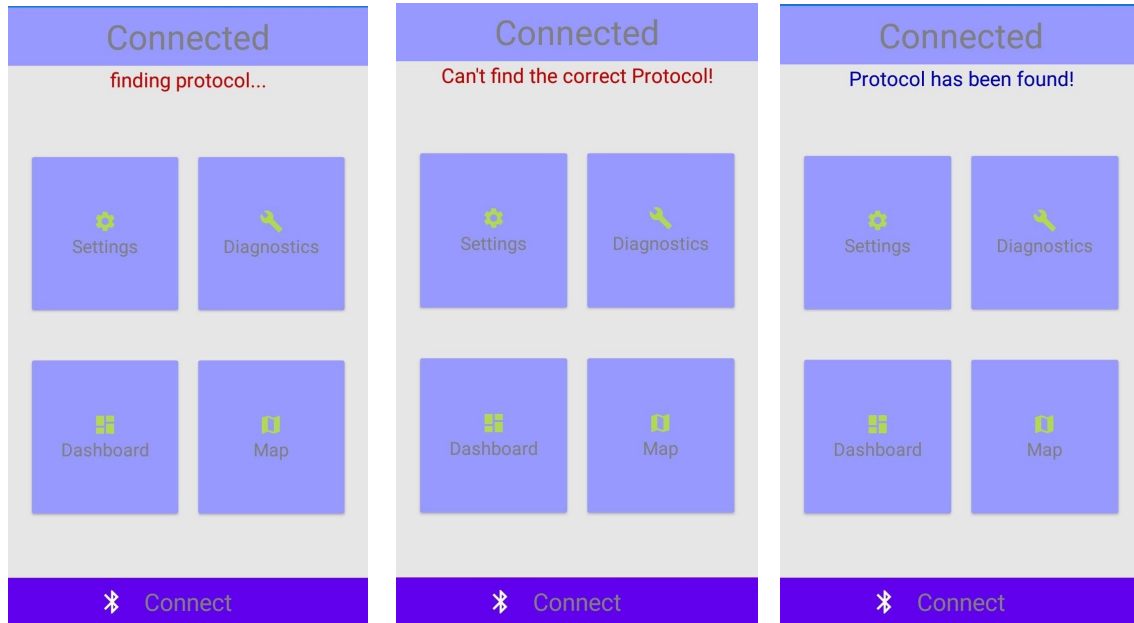 Connected
finding protocol...
Settings
Diagnostics
Dashboard
Map
Connect
Connected
Can't find the correct Protocol!
Settings
Diagnostics
Dashboard
Map
Connect
Connected
Protocol has been found!
Settings
Diagnostics
Dashboard
Map
Connect